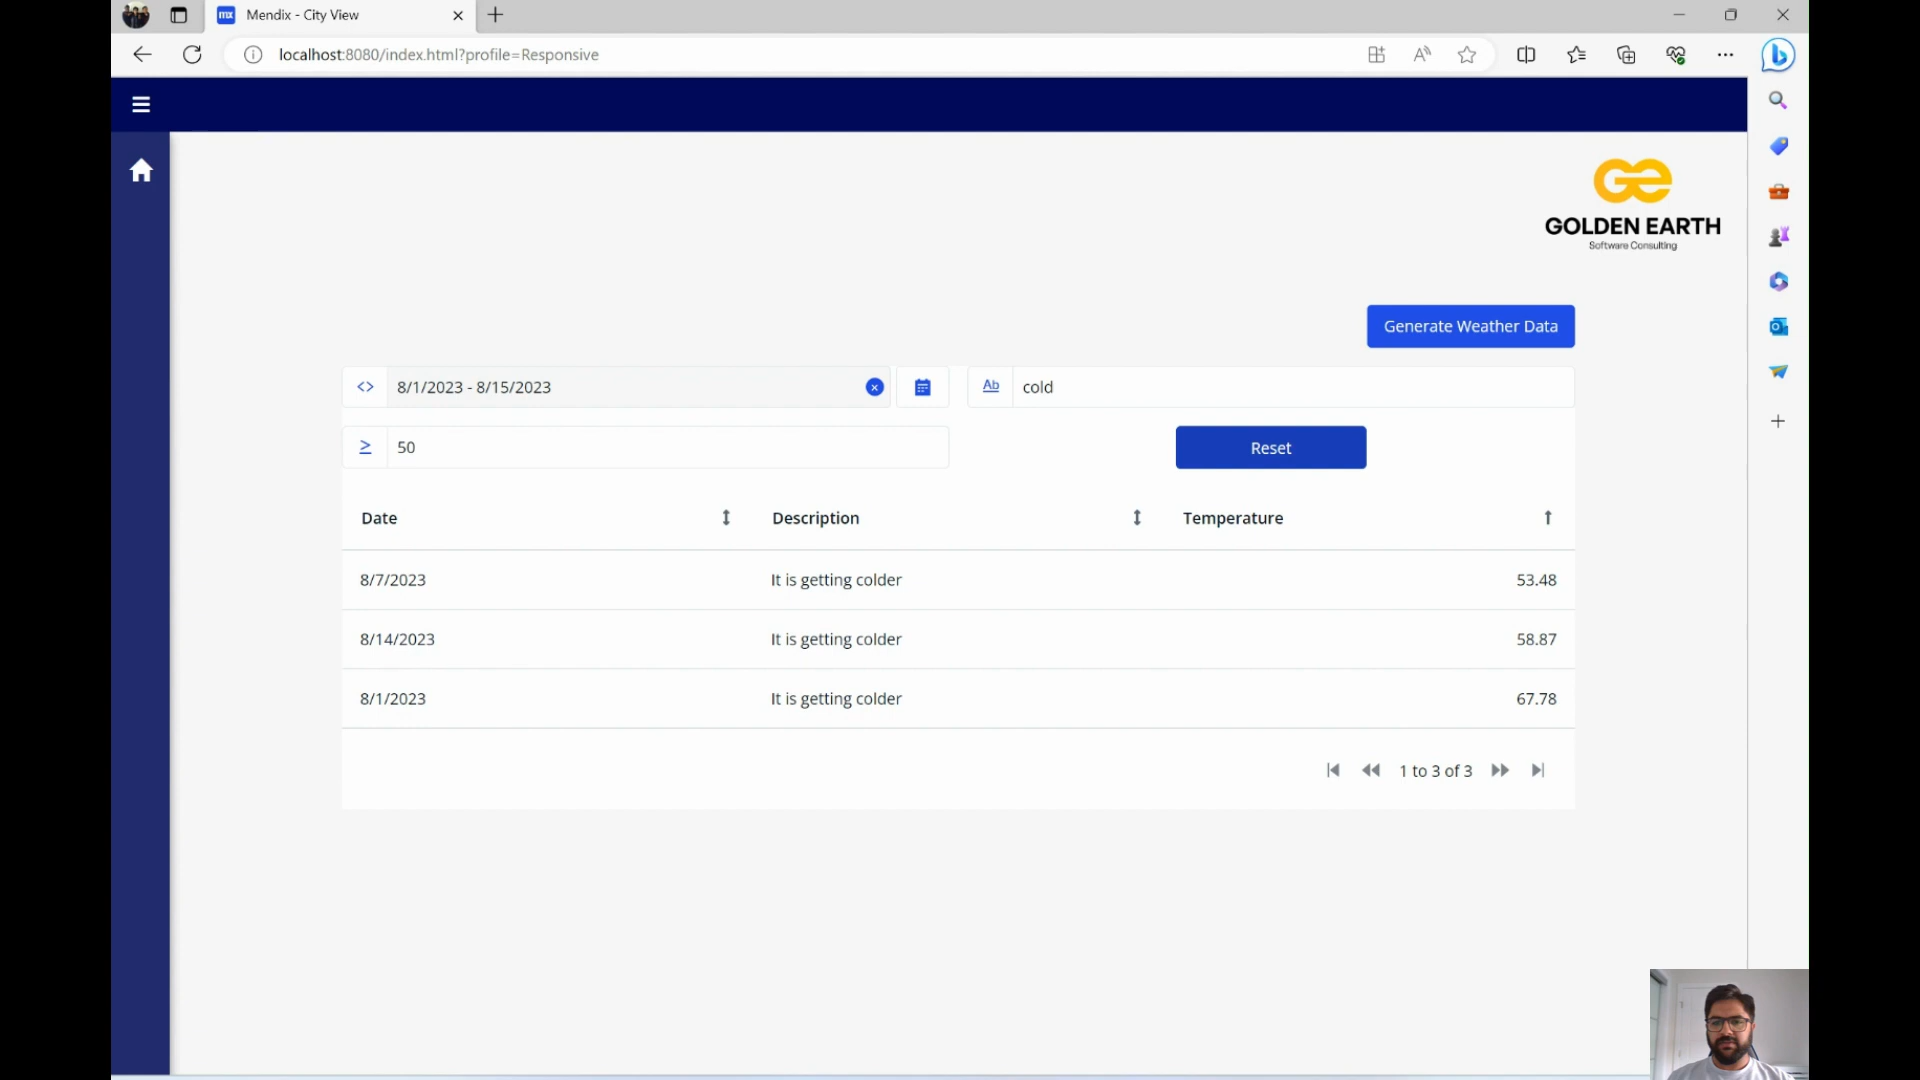 mx Mendix - City View
localhost:8080/index.html?profile=Responsive
GE
GOLDEN EARTH
Software Consulting
Generate Weather Data
<> 8/1/2023 - 8/15/2023
Ab cold
≥ 50
Reset
Date Description Temperature
8/7/2023 It is getting colder 53.48
8/14/2023 It is getting colder 58.87
8/1/2023 It is getting colder 67.78
1 to 3 of 3